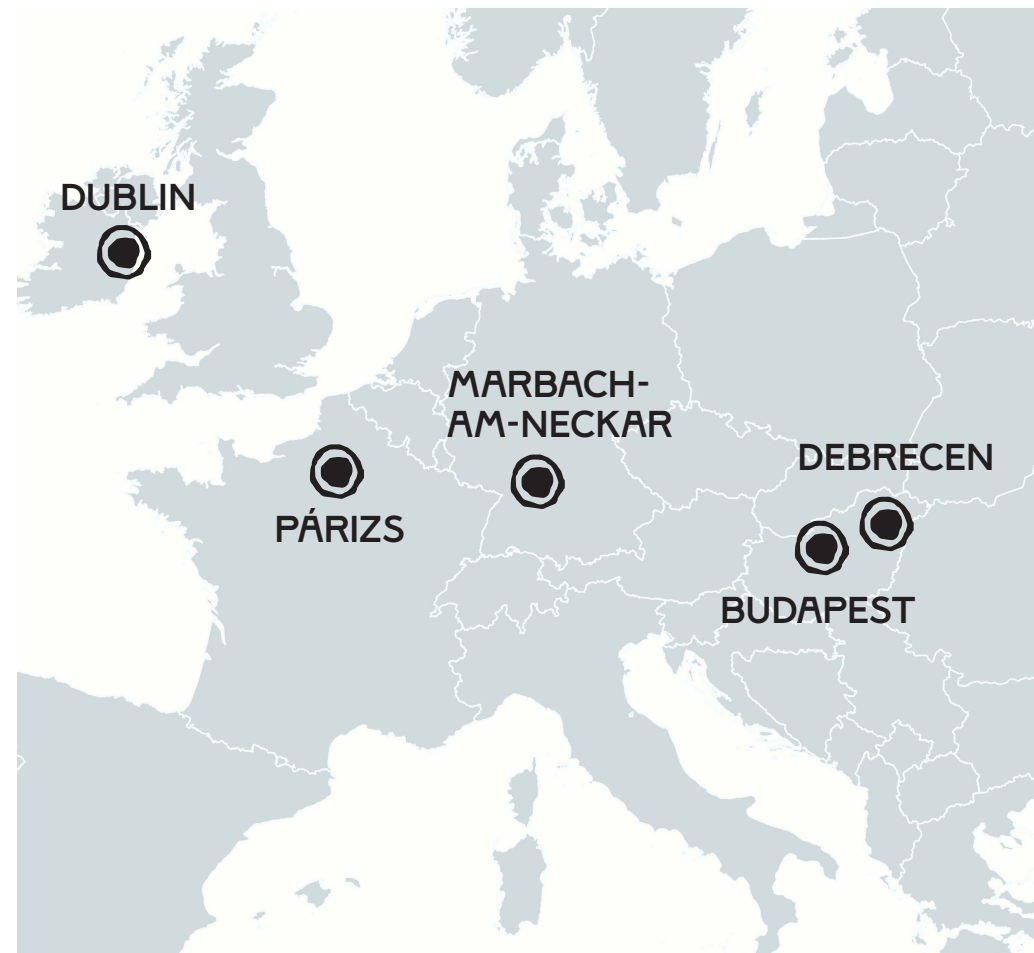 DUBLIN
MARBACH-
AM-NECKAR
DEBRECEN
PÁRIZS
BUDAPEST